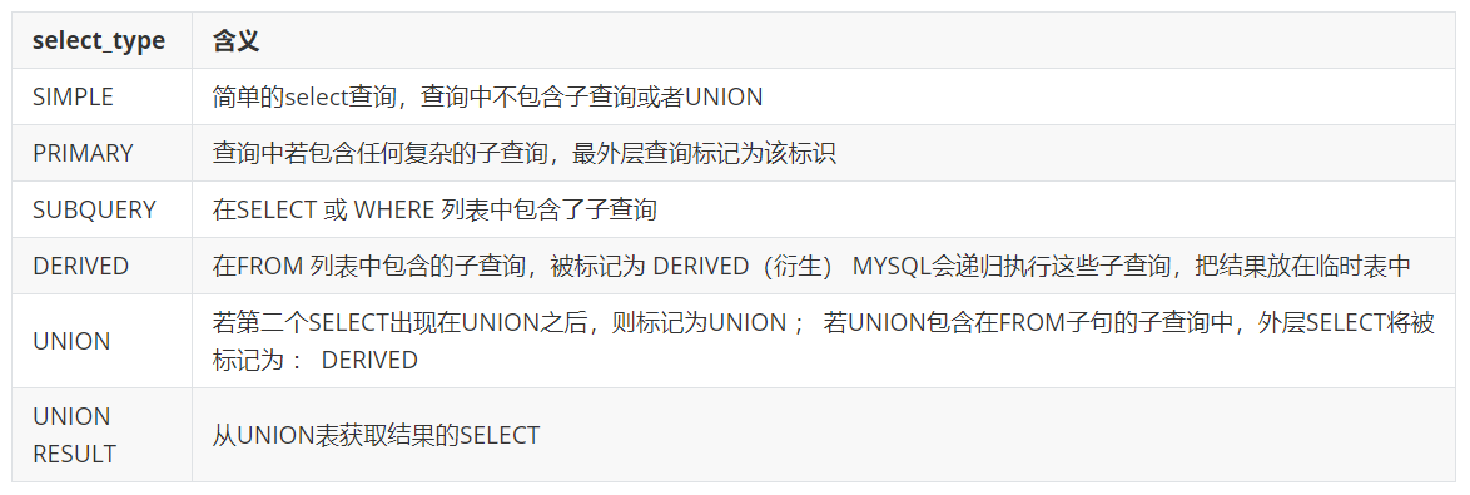 select_type 含义
SIMPLE 简单的select查询，查询中不包含子查询或者UNION
PRIMARY 查询中若包含任何复杂的子查询，最外层查询标记为该标识
SUBQUERY 在SELECT 或 WHERE 列表中包含了子查询
DERIVED 在FROM 列表中包含的子查询，被标记为 DERIVED（衍生） MYSQL会递归执行这些子查询，把结果放在临时表中
UNION 若第二个SELECT出现在UNION之后，则标记为UNION ； 若UNION包含在FROM子句的子查询中，外层SELECT将被
标记为 ： DERIVED
UNION
RESULT 从UNION表获取结果的SELECT